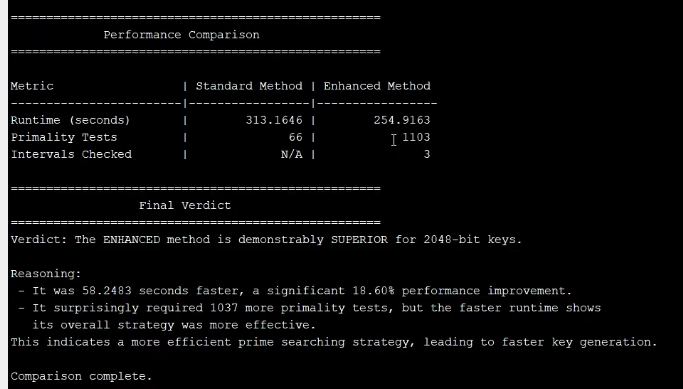 =====================================================
Performance Comparison
=====================================================
Metric | Standard Method | Enhanced Method
------------------------|-----------------|-----------------
Runtime (seconds) | 313.1646 | 254.9163
Primality Tests | 66 | 1103
Intervals Checked | N/A | 3
=====================================================
Final Verdict
=====================================================
Verdict: The ENHANCED method is demonstrably SUPERIOR for 2048-bit keys.
Reasoning:
- It was 58.2483 seconds faster, a significant 18.60% performance improvement.
- It surprisingly required 1037 more primality tests, but the faster runtime shows
its overall strategy was more effective.
This indicates a more efficient prime searching strategy, leading to faster key generation.
Comparison complete.